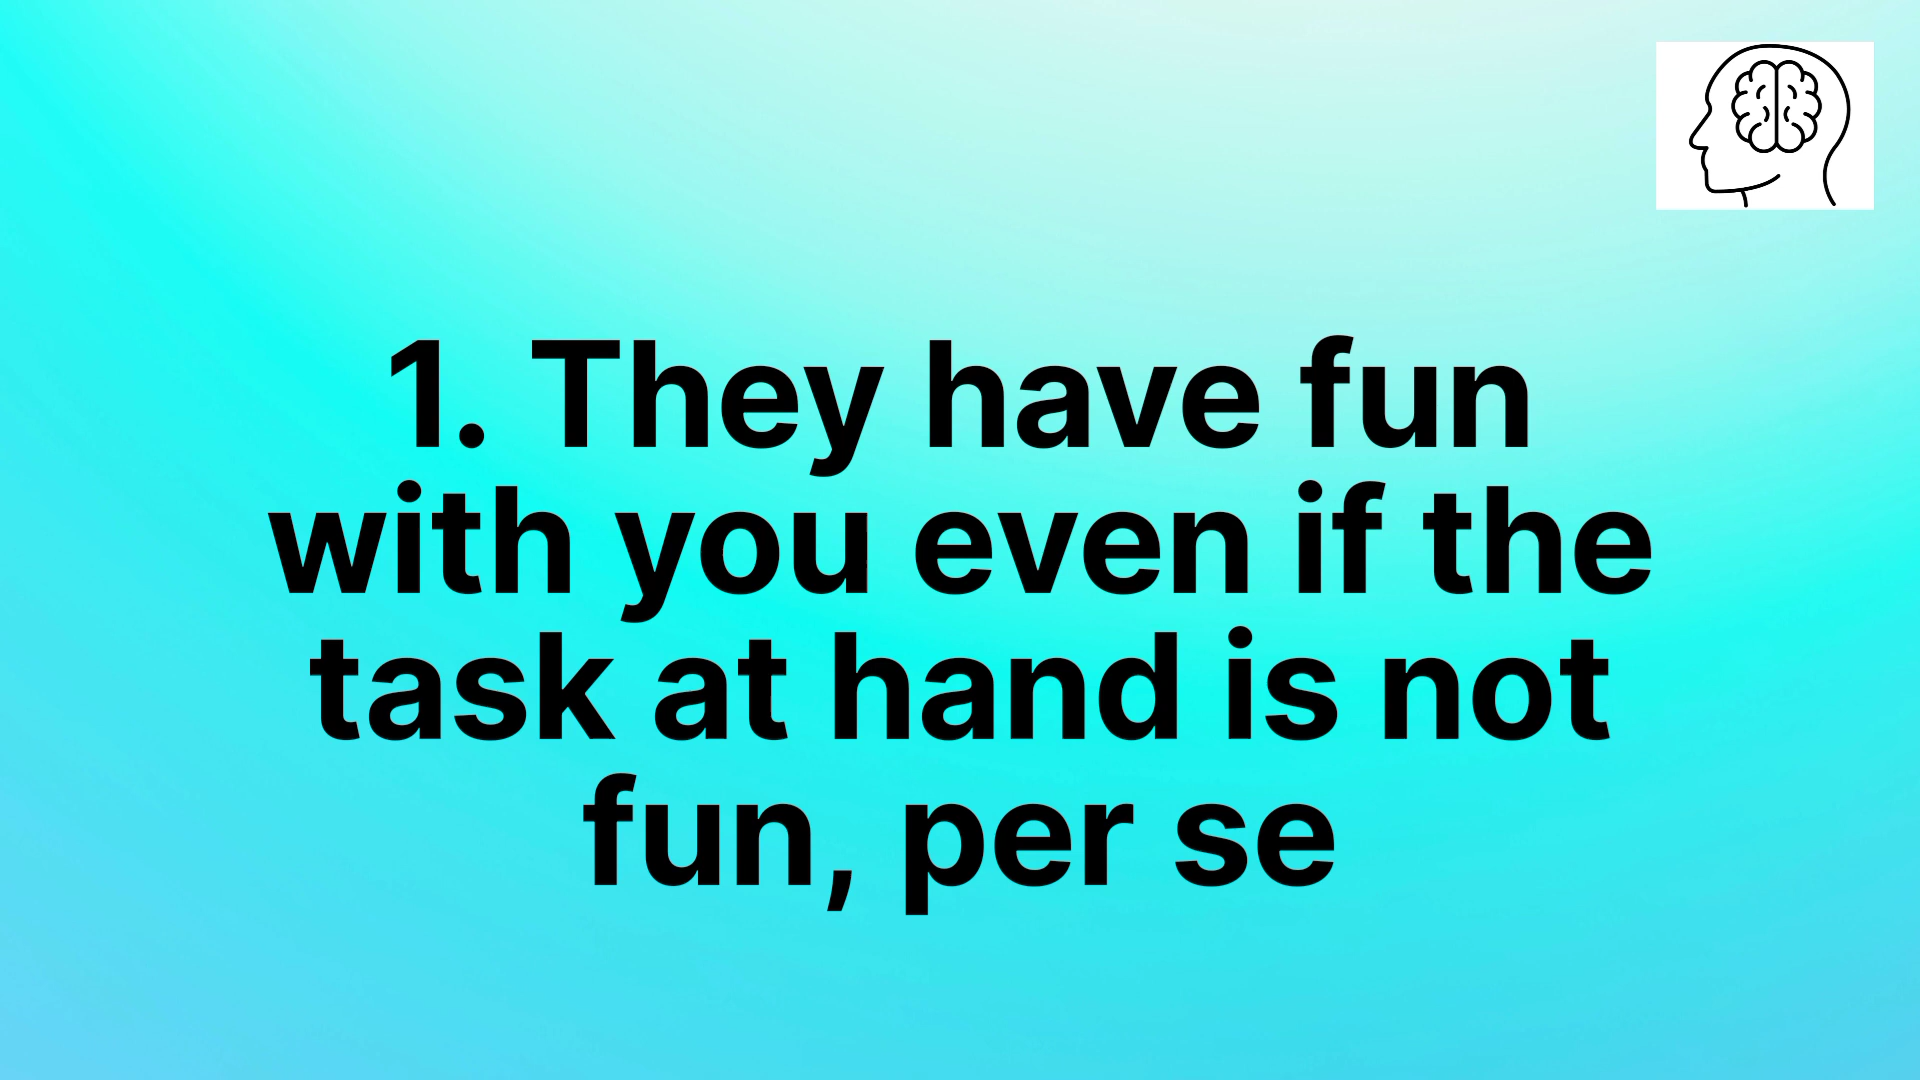 1. They have fun
with you even if the
task at hand is not
fun, per se